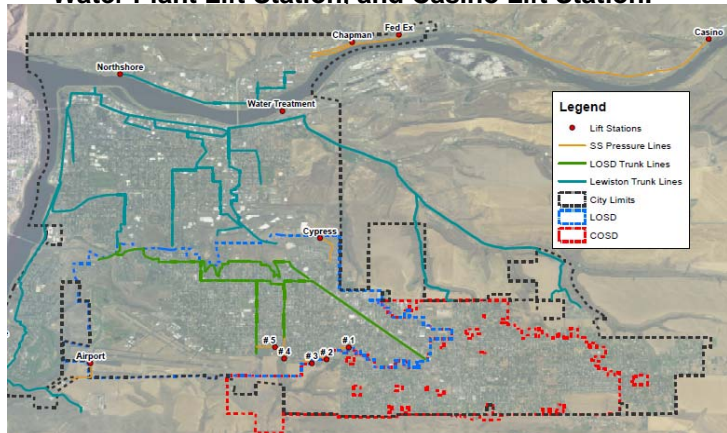 Water Plant Lift Station, and Casino Lift Station.
Fed Ex
Chapman
Casino
Northshore
Water Treatment
Legend
Lift Stations
SS Pressure Lines
LOSD Trunk Lines
Lewiston Trunk Lines
City Limits
LOSD
COSD
Cypress
# 5
# 4
# 3
# 2
# 1
Airport